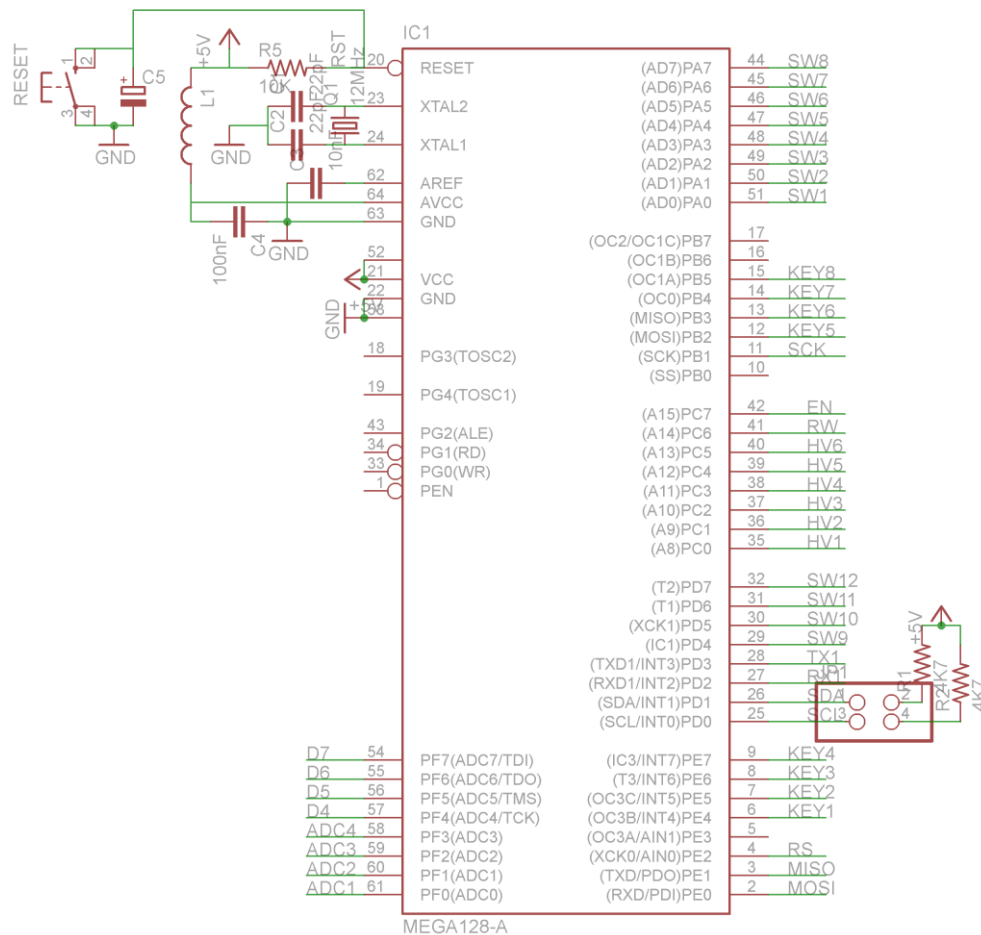 IC1
RESET
1
2
3
4
GND
C5
+
+5V
L1
R5
10K
22pF
RST
C2
22pF
Q1
12MHz
C3
10nF
GND
100nF
C4
GND
20 RESET
23 XTAL2
24 XTAL1
62 AREF
64 AVCC
63 GND
52
21 VCC
22 GND
53
GND
+5V
18 PG3(TOSC2)
19 PG4(TOSC1)
43 PG2(ALE)
34 PG1(RD)
33 PG0(WR)
1 PEN
D7 54 PF7(ADC7/TDI)
D6 55 PF6(ADC6/TDO)
D5 56 PF5(ADC5/TMS)
D4 57 PF4(ADC4/TCK)
ADC4 58 PF3(ADC3)
ADC3 59 PF2(ADC2)
ADC2 60 PF1(ADC1)
ADC1 61 PF0(ADC0)
(AD7)PA7 44 SW8
(AD6)PA6 45 SW7
(AD5)PA5 46 SW6
(AD4)PA4 47 SW5
(AD3)PA3 48 SW4
(AD2)PA2 49 SW3
(AD1)PA1 50 SW2
(AD0)PA0 51 SW1
(OC2/OC1C)PB7 17
(OC1B)PB6 16
(OC1A)PB5 15 KEY8
(OC0)PB4 14 KEY7
(MISO)PB3 13 KEY6
(MOSI)PB2 12 KEY5
(SCK)PB1 11 SCK
(SS)PB0 10
(A15)PC7 42 EN
(A14)PC6 41 RW
(A13)PC5 40 HV6
(A12)PC4 39 HV5
(A11)PC3 38 HV4
(A10)PC2 37 HV3
(A9)PC1 36 HV2
(A8)PC0 35 HV1
(T2)PD7 32 SW12
(T1)PD6 31 SW11
(XCK1)PD5 30 SW10
(IC1)PD4 29 SW9
(TXD1/INT3)PD3 28 TX1
(RXD1/INT2)PD2 27 RX1
(SDA/INT1)PD1 26 SDA
(SCL/INT0)PD0 25 SCL
JP1
1
2
3
4
+5V
R1
4K7
R2
4K7
(IC3/INT7)PE7 9 KEY4
(T3/INT6)PE6 8 KEY3
(OC3C/INT5)PE5 7 KEY2
(OC3B/INT4)PE4 6 KEY1
(OC3A/AIN1)PE3 5
(XCK0/AIN0)PE2 4 RS
(TXD/PDO)PE1 3 MISO
(RXD/PDI)PE0 2 MOSI
MEGA128-A